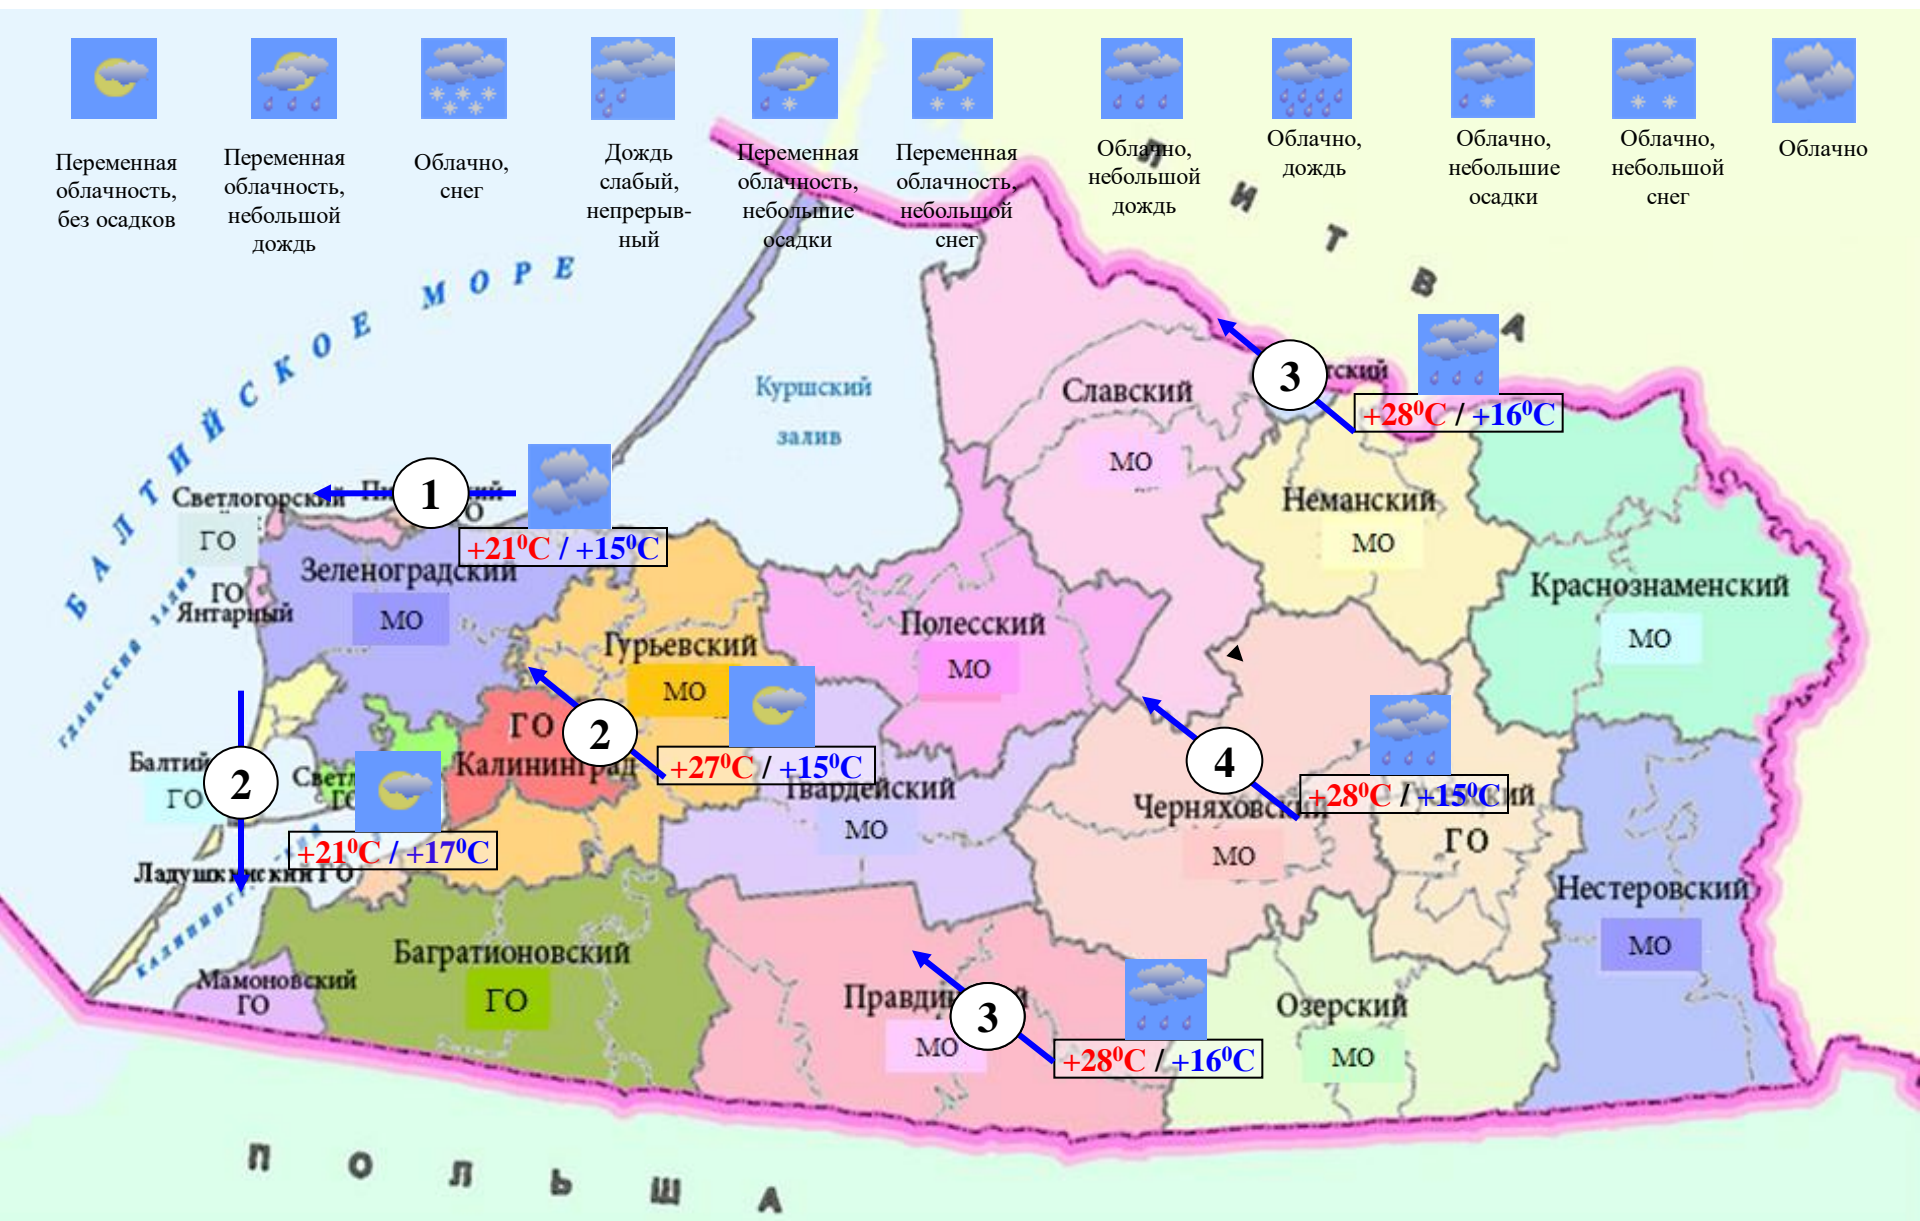 Переменная
облачность,
без осадков
Переменная
облачность,
небольшой
дождь
Облачно,
снег
Дождь
слабый,
непрерыв-
ный
Переменная
облачность,
небольшие
осадки
Переменная
облачность,
небольшой
снег
Облачно,
небольшой
дождь
Облачно,
дождь
Облачно,
небольшие
осадки
Облачно,
небольшой
снег
Облачно
ЛИТВА
БАЛТИЙСКОЕ МОРЕ
Куршский
залив
Славский
МО
3
+28⁰C / +16⁰C
Светлогорский
ГО
1
+21⁰C / +15⁰C
Неманский
МО
Краснознаменский
МО
Зеленоградский
МО
ГО
Янтарный
Гурьевский
МО
Полесский
МО
ГО
Калининград
2
+27⁰C / +15⁰C
Гвардейский
МО
4
+28⁰C / +15⁰C
Черняховский
МО
ГО
ГО
2
+21⁰C / +17⁰C
Ладушкинский ГО
Нестеровский
МО
Багратионовский
ГО
Мамоновский
ГО
МО
3
+28⁰C / +16⁰C
Озерский
МО
ПОЛЬША